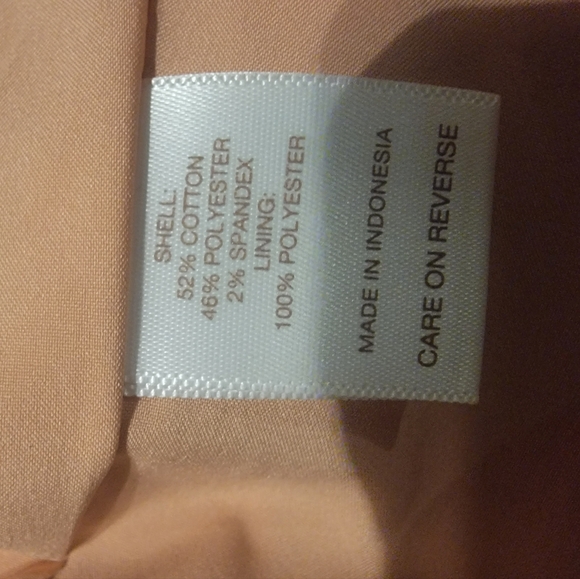 SHELL:
52% COTTON
46% POLYESTER
2% SPANDEX
LINING:
100% POLYESTER
MADE IN INDONESIA
CARE ON REVERSE